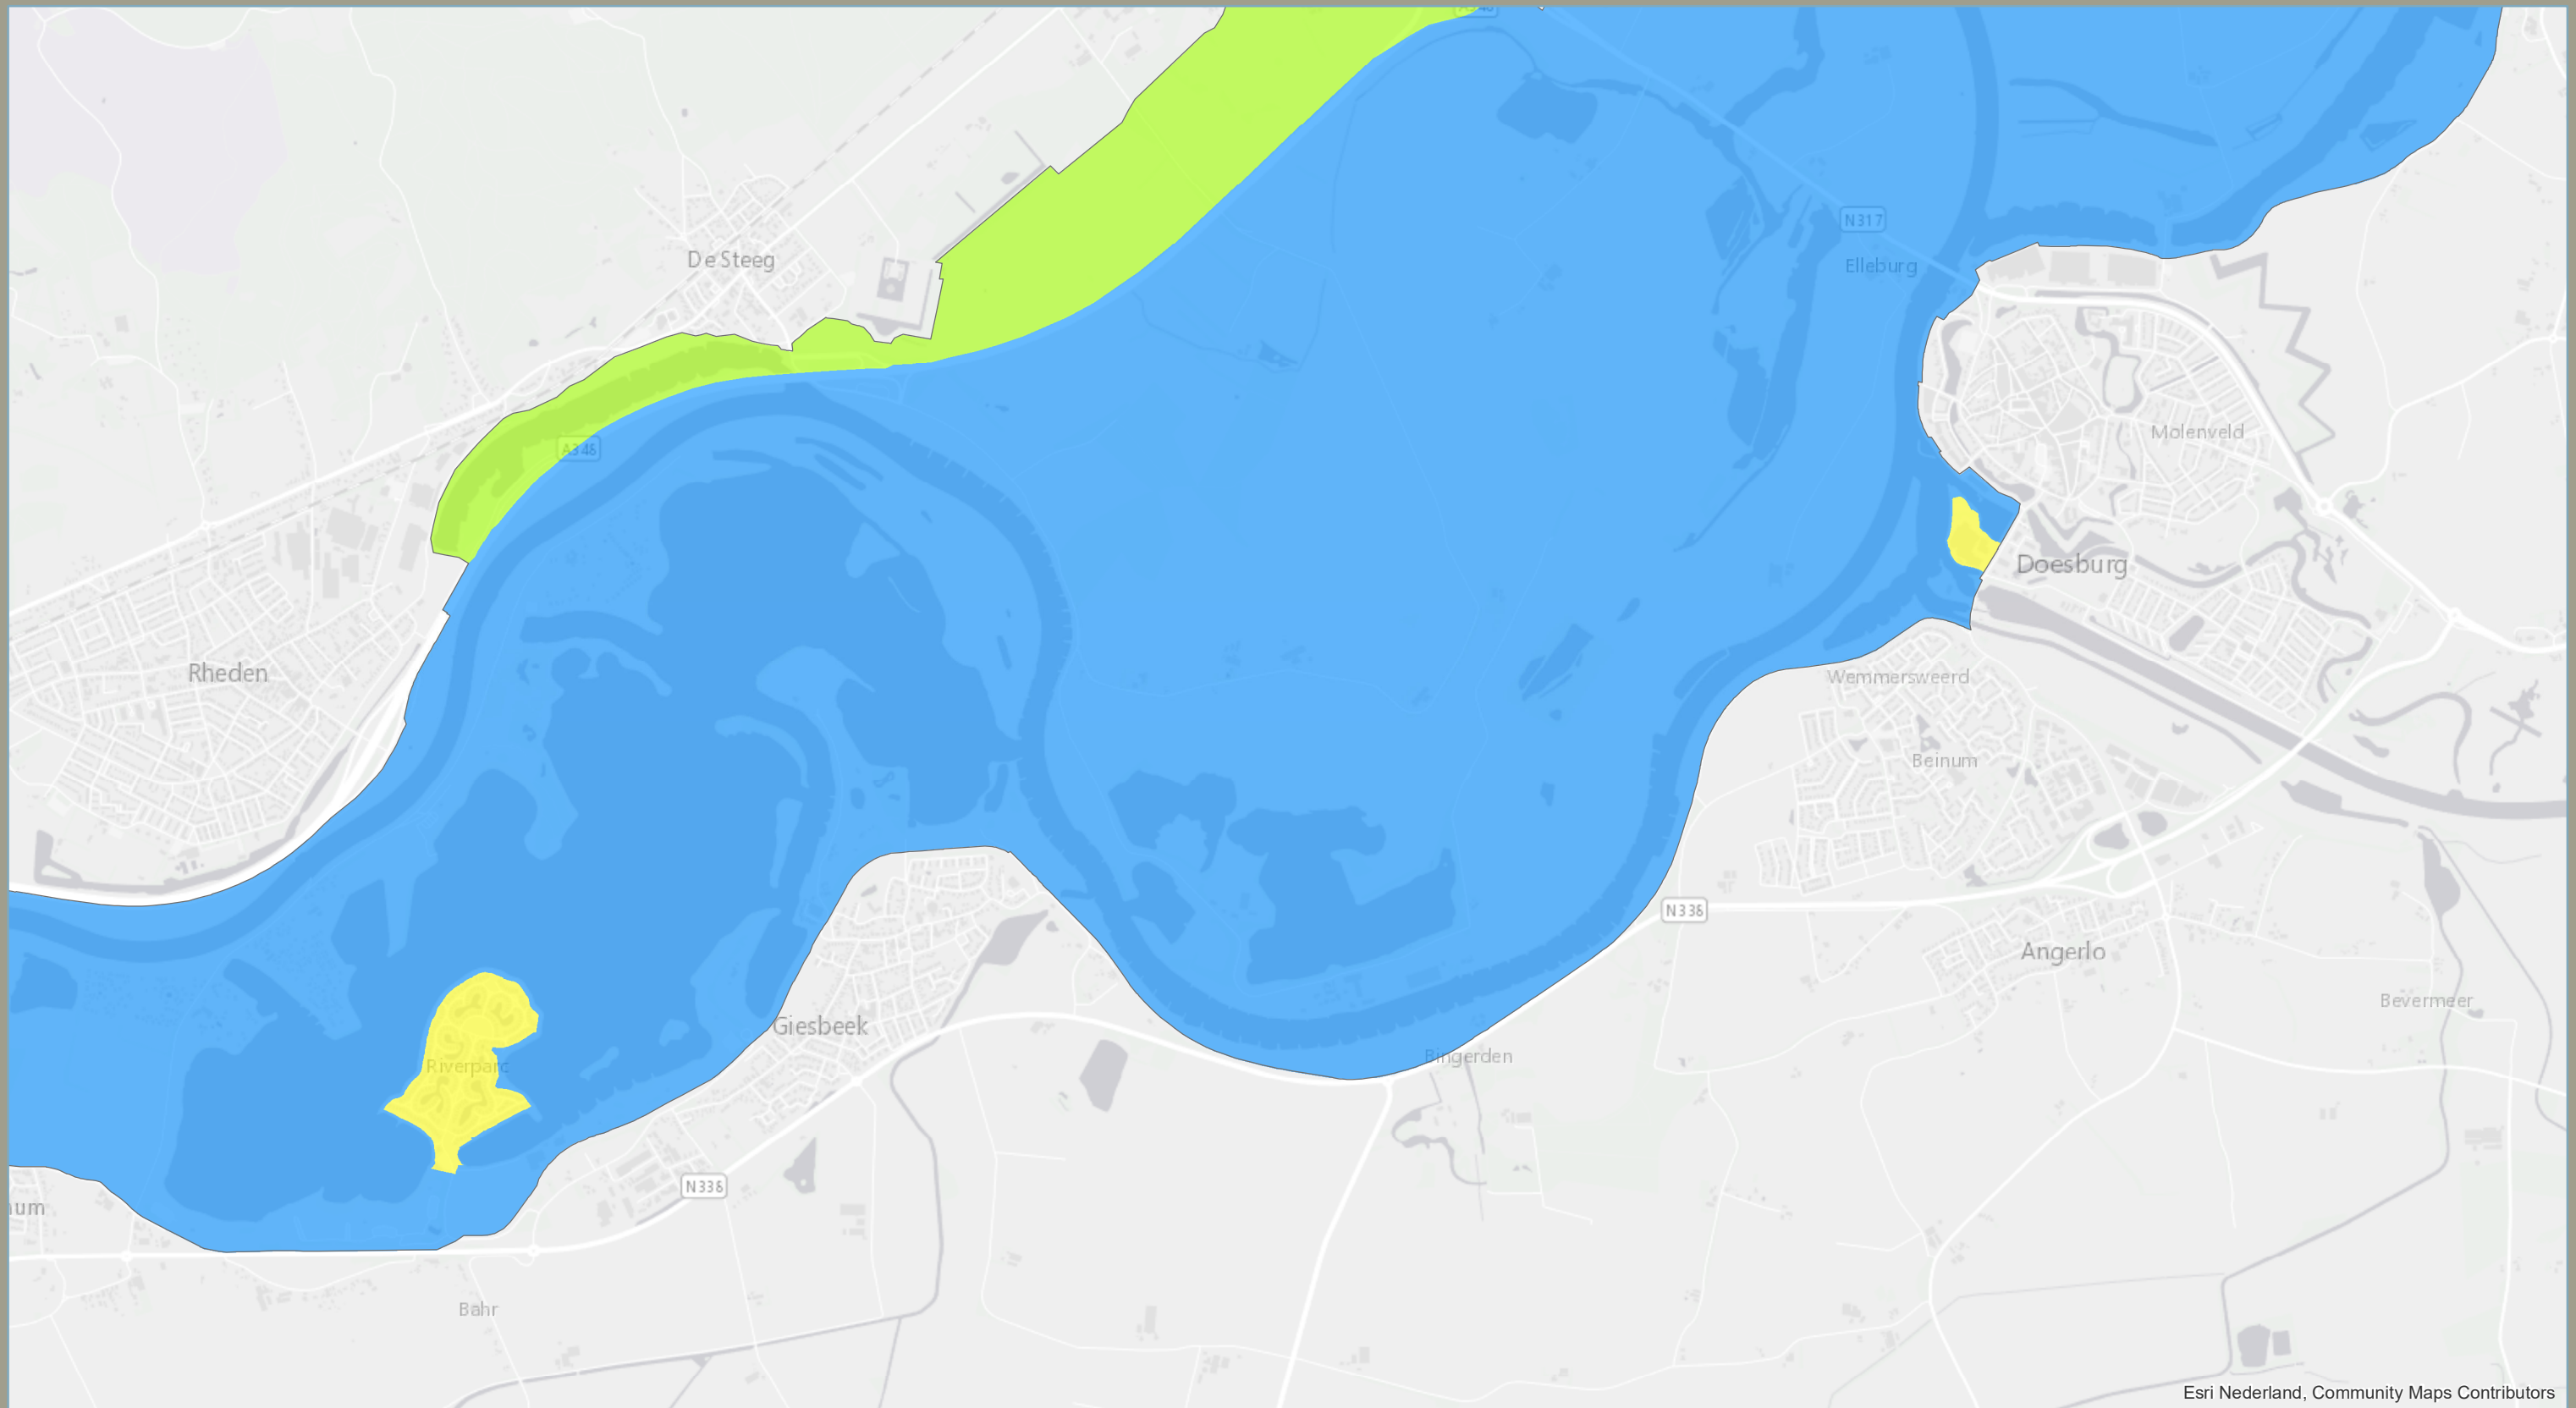 N317
De Steeg
Elleburg
Molenveld
A348
Doesburg
Rheden
Wemmersweerd
Beinum
N338
Angerlo
Bevermeer
Giesbeek
Bingerden
Riverparc
N338
Bahr
Esri Nederland, Community Maps Contributors